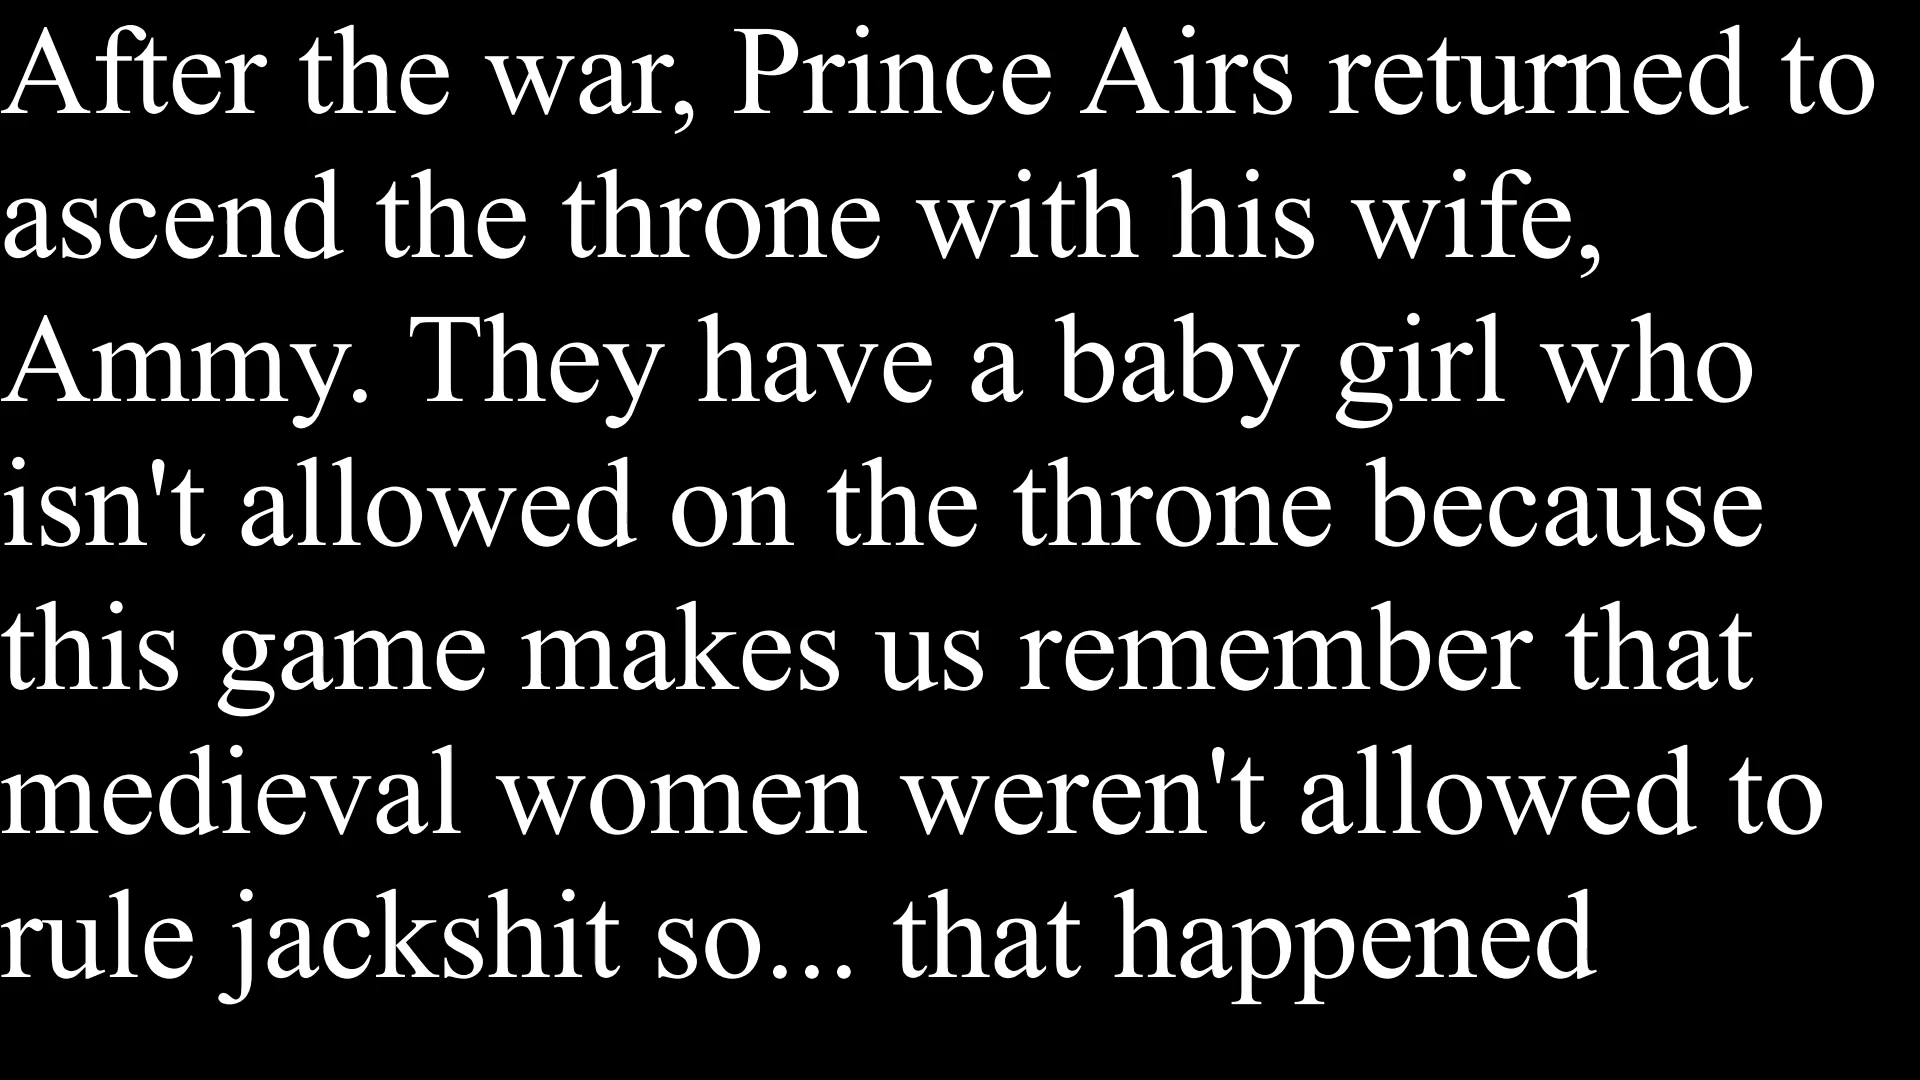 After the war, Prince Airs returned to
ascend the throne with his wife,
Ammy. They have a baby girl who
isn't allowed on the throne because
this game makes us remember that
medieval women weren't allowed to
rule jackshit so... that happened